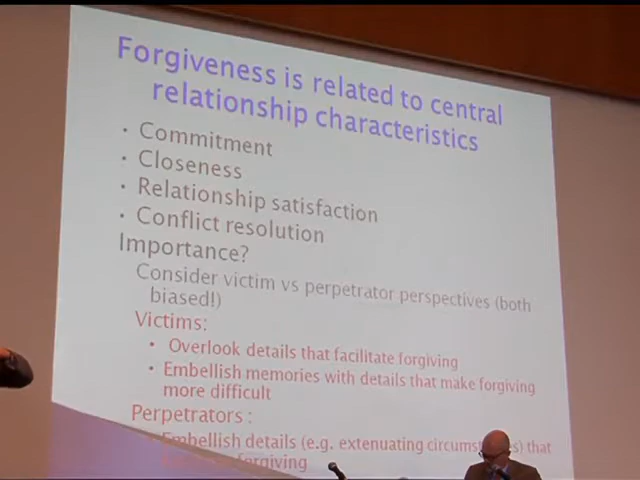 Forgiveness is related to central
relationship characteristics
• Commitment
• Closeness
• Relationship satisfaction
• Conflict resolution
Importance?
Consider victim vs perpetrator perspectives (both
biased!)
Victims:
• Overlook details that facilitate forgiving
• Embellish memories with details that make forgiving
more difficult
Perpetrators :
Embellish details (e.g. extenuating that
forgiving